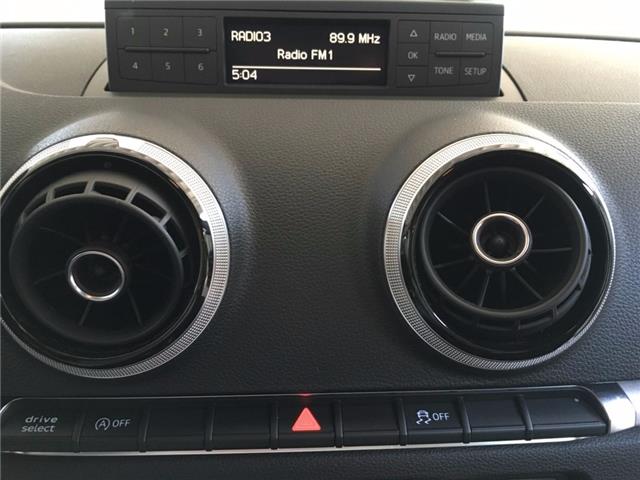 1 2 3
4 5 6
RADIO3 89.9 MHz
Radio FM1
5:04
OK
RADIO MEDIA
TONE SETUP
drive
select
A OFF
OFF